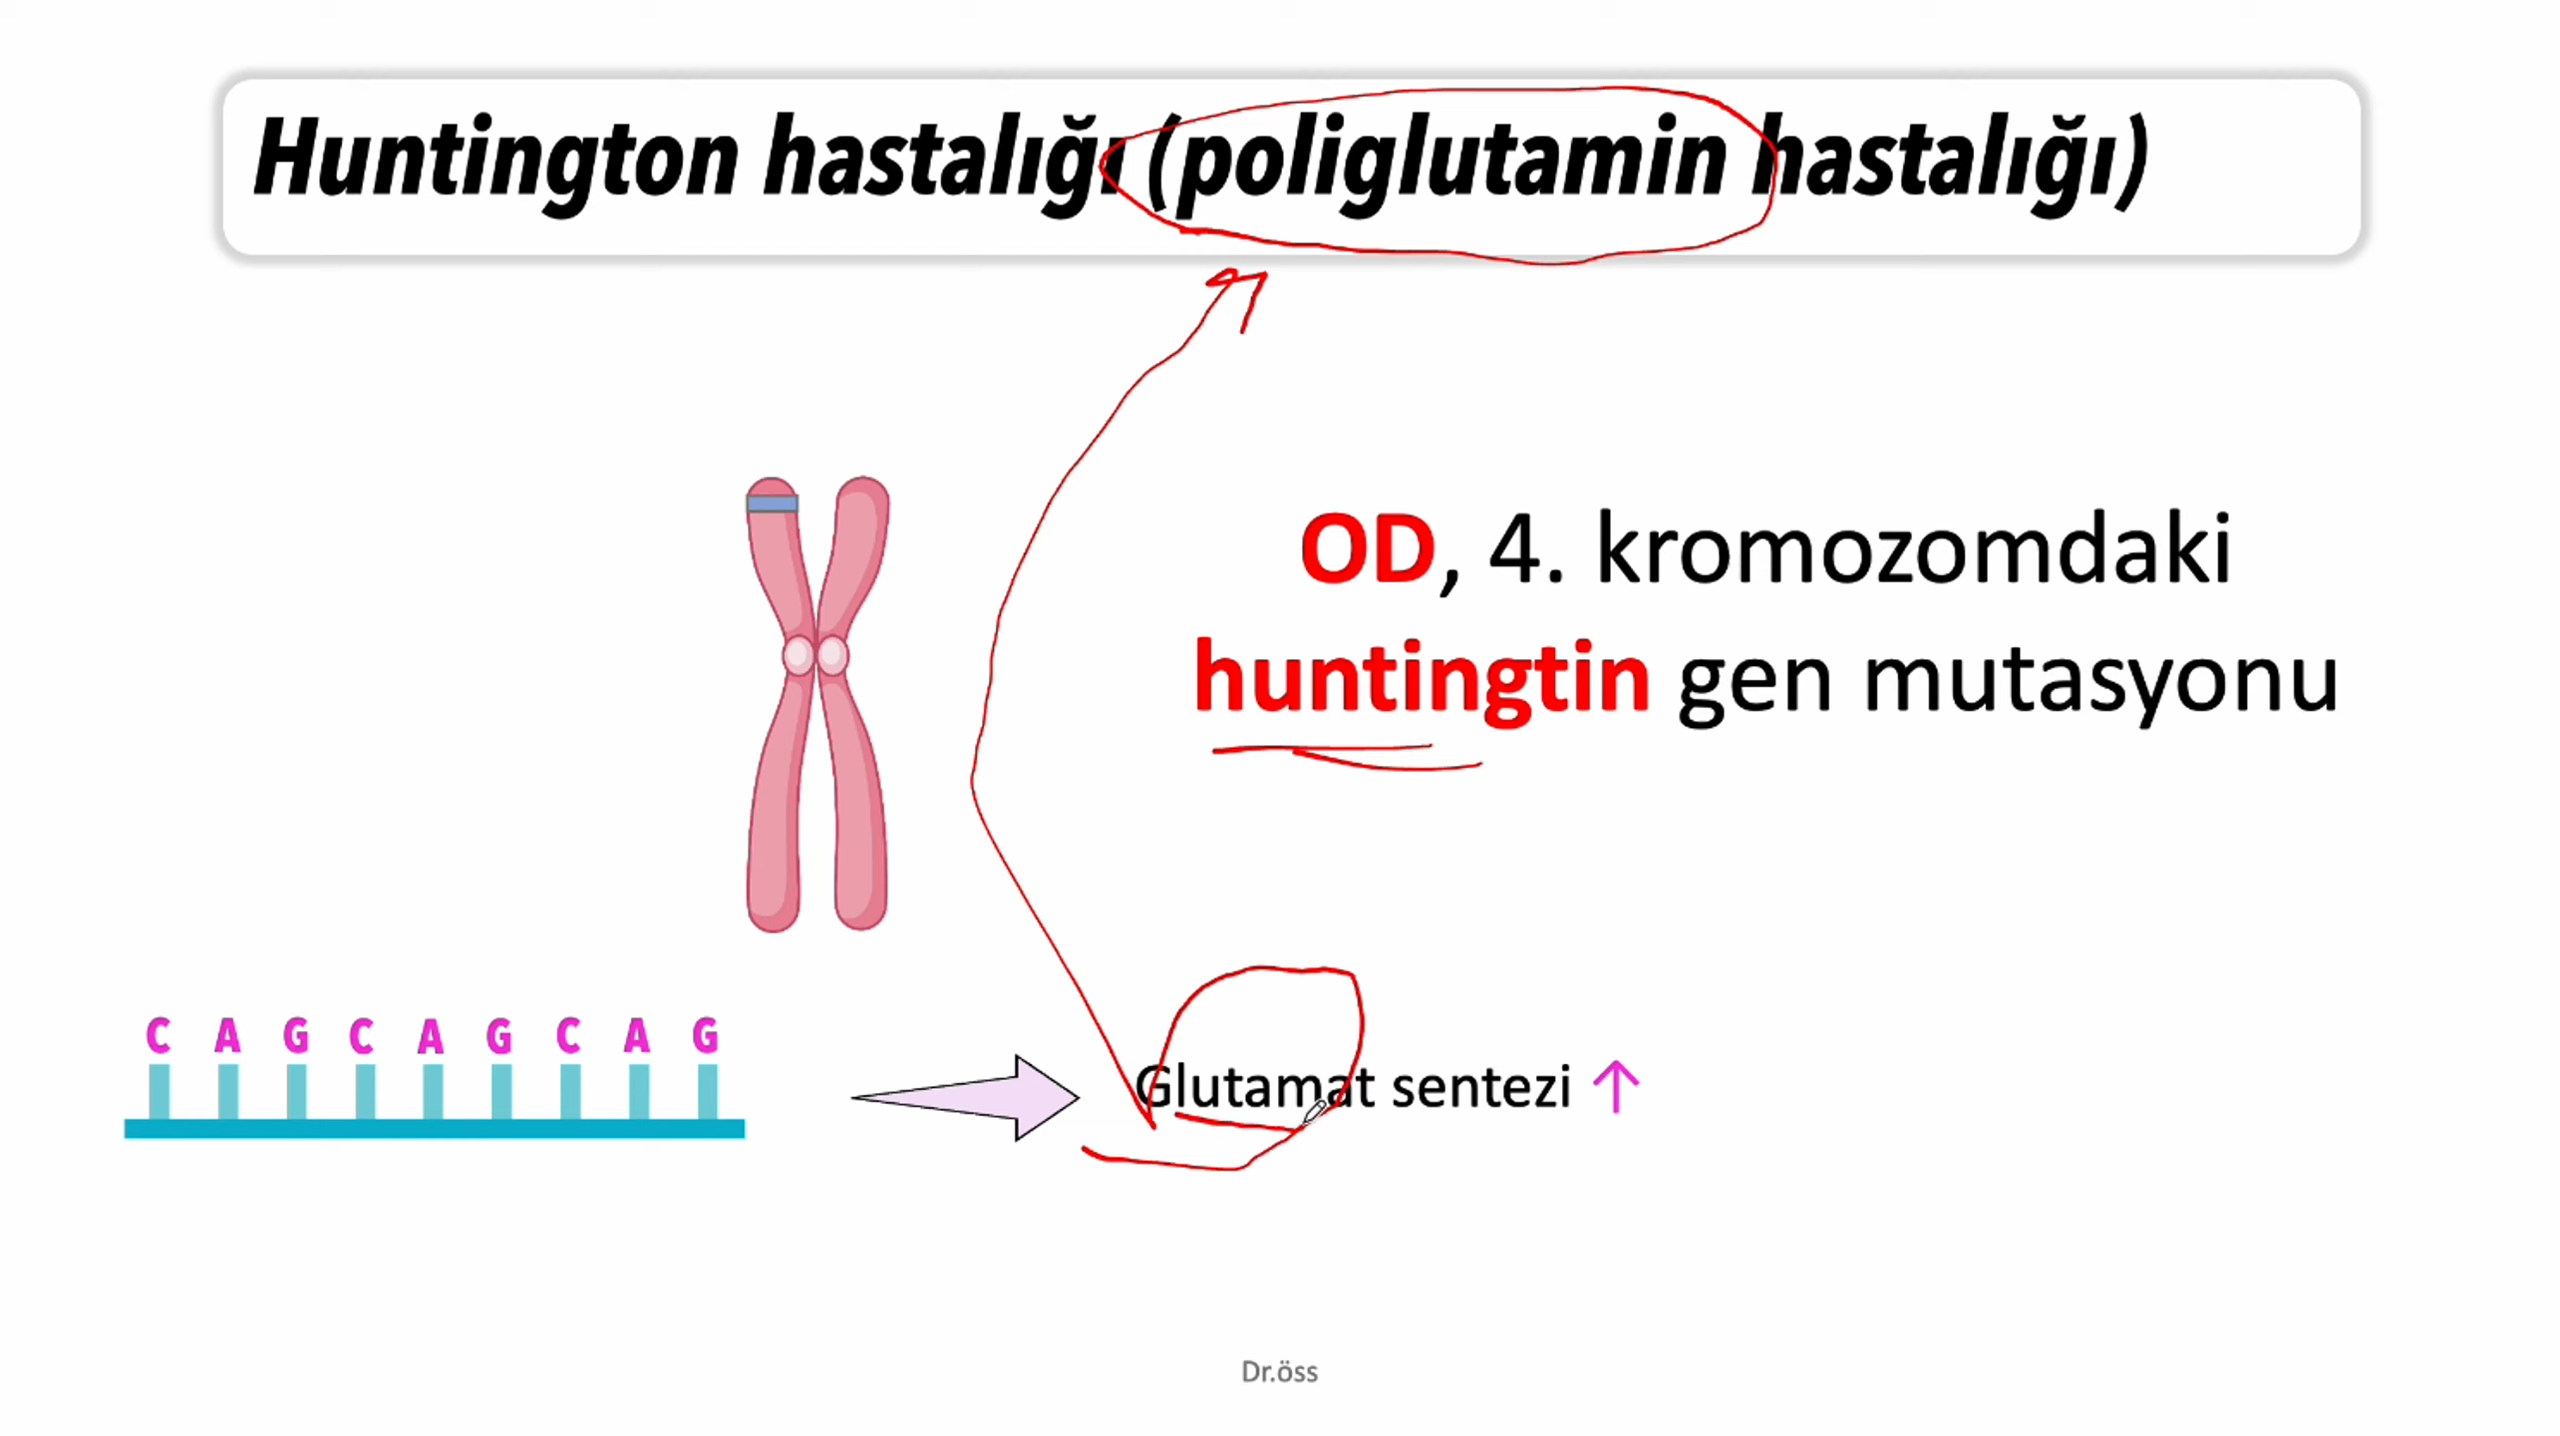 Huntington hastalığı (poliglutamin hastalığı)
OD, 4. kromozomdaki
huntingtin gen mutasyonu
C A G C A G C A G
Glutamat sentezi ↑
Dr.öss